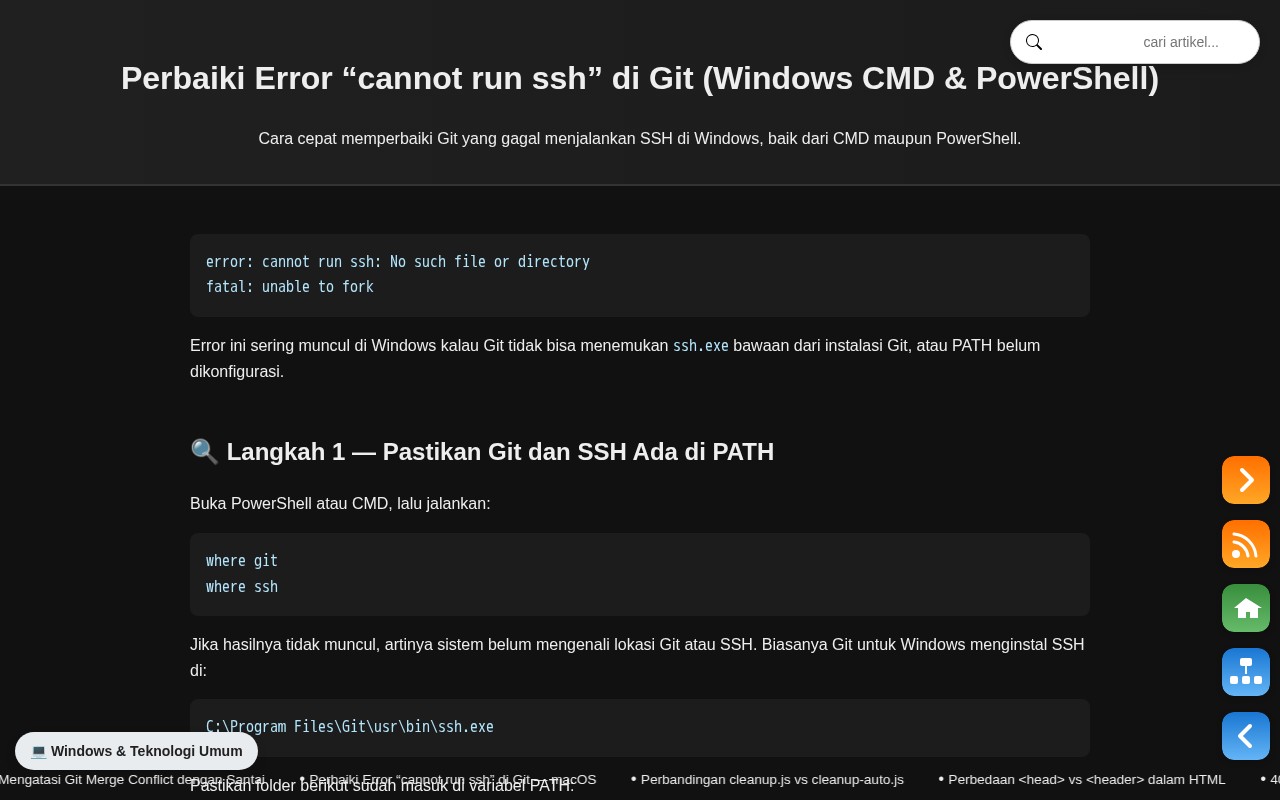 cari artikel...
Perbaiki Error “cannot run ssh” di Git (Windows CMD & PowerShell)
Cara cepat memperbaiki Git yang gagal menjalankan SSH di Windows, baik dari CMD maupun PowerShell.
error: cannot run ssh: No such file or directory
fatal: unable to fork
Error ini sering muncul di Windows kalau Git tidak bisa menemukan ssh.exe bawaan dari instalasi Git, atau PATH belum
dikonfigurasi.
🔍 Langkah 1 — Pastikan Git dan SSH Ada di PATH
Buka PowerShell atau CMD, lalu jalankan:
where git
where ssh
Jika hasilnya tidak muncul, artinya sistem belum mengenali lokasi Git atau SSH. Biasanya Git untuk Windows menginstal SSH
di:
C:\Program Files\Git\usr\bin\ssh.exe
💻 Windows & Teknologi Umum
Mengatasi Git Merge Conflict dengan Santai • Perbaiki Error “cannot run ssh” di Git — macOS • Perbandingan cleanup.js vs cleanup-auto.js • Perbedaan <head> vs <header> dalam HTML • 40
Pastikan folder berikut sudah masuk di variabel PATH: